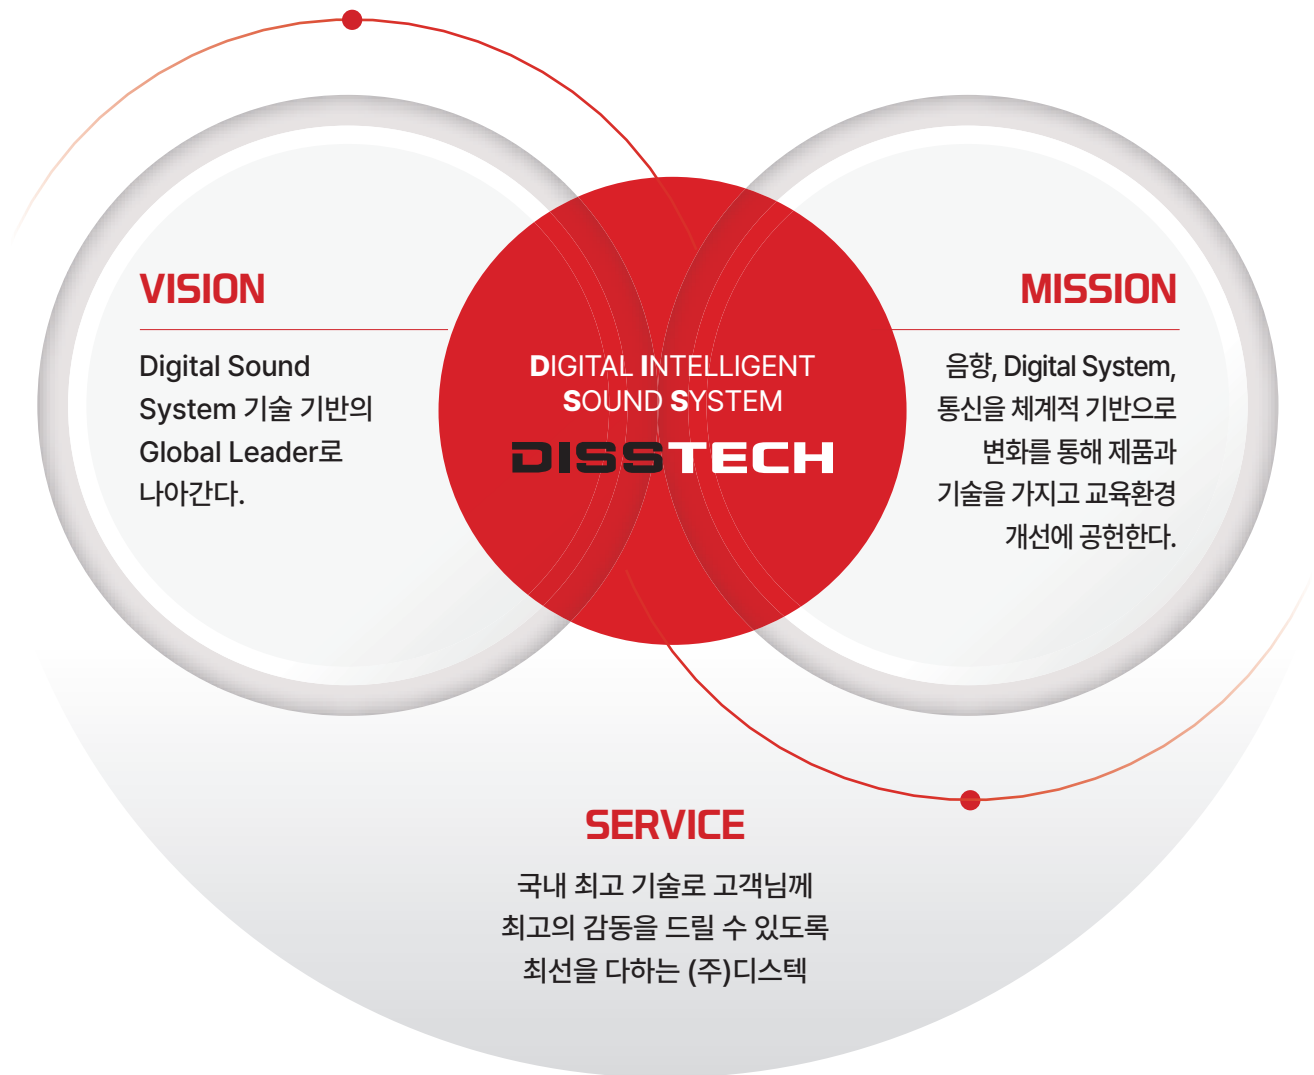 VISION
Digital Sound
System 기술 기반의
Global Leader로
나아간다.
DIGITAL INTELLIGENT
SOUND SYSTEM
DISSTECH
MISSION
음향, Digital System,
통신을 체계적 기반으로
변화를 통해 제품과
기술을 가지고 교육환경
개선에 공헌한다.
SERVICE
국내 최고 기술로 고객님께
최고의 감동을 드릴 수 있도록
최선을 다하는 (주)디스텍